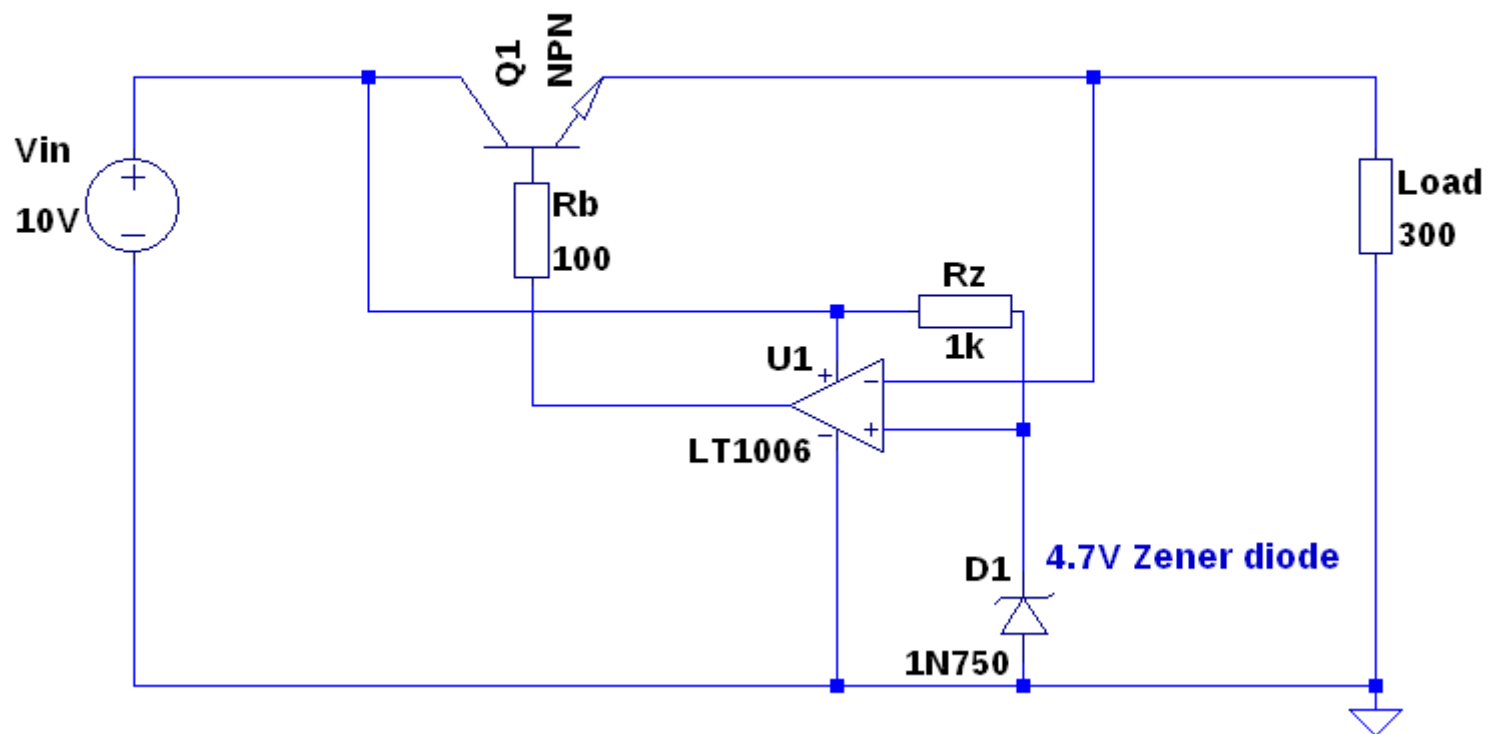 Q1
NPN
Vin
10V
Rb
100
Load
300
Rz
1k
U1
LT1006
4.7V Zener diode
D1
1N750